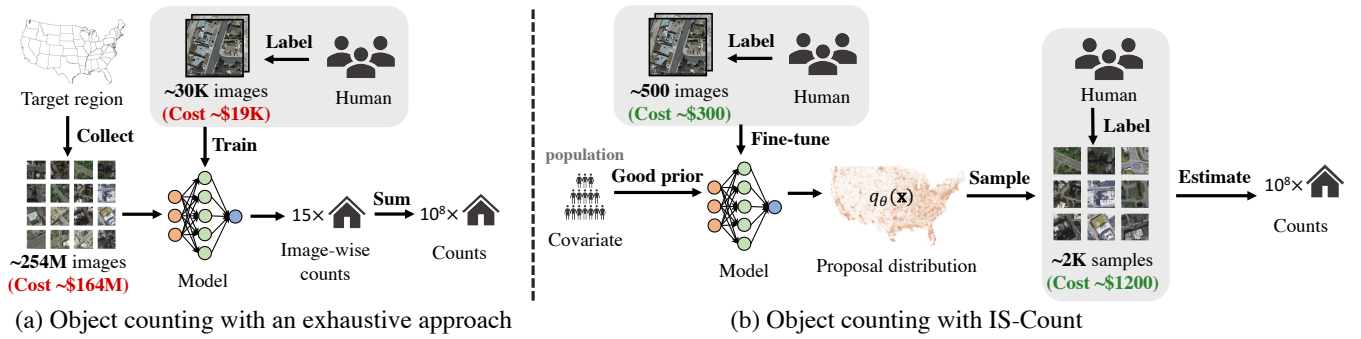 Target region
Collect
~254M images
(Cost ~$164M)
Label
Human
~30K images
(Cost ~$19K)
Train
Model
15×
Image-wise
counts
Sum
10⁸×
Counts
(a) Object counting with an exhaustive approach
Label
Human
~500 images
(Cost ~$300)
Fine-tune
population
Covariate
Good prior
Model
qθ(x)
Proposal distribution
Sample
Human
Label
~2K samples
(Cost ~$1200)
Estimate
10⁸×
Counts
(b) Object counting with IS-Count